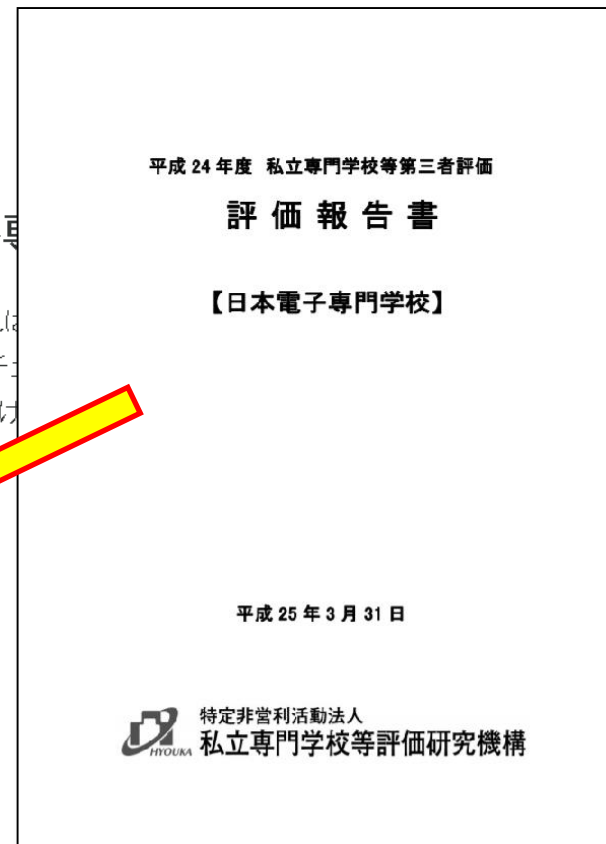 平成 24 年度 私立専門学校等第三者評価
評 価 報 告 書
【日本電子専門学校】
平成 25 年 3 月 31 日
特定非営利活動法人
HYOUKA 私立専門学校等評価研究機構